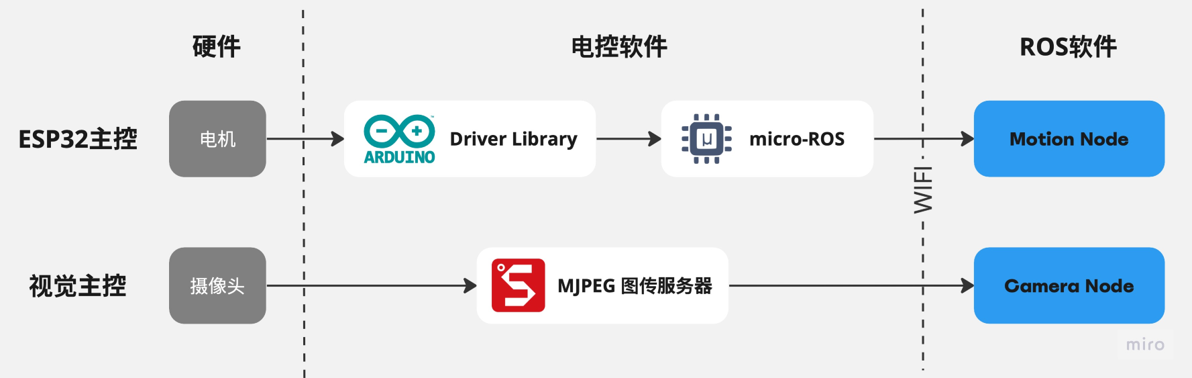 硬件
电控软件
ROS软件
ESP32主控
电机
ARDUINO
Driver Library
μ
micro-ROS
Motion Node
WIFI
视觉主控
摄像头
MJPEG 图传服务器
Camera Node
miro